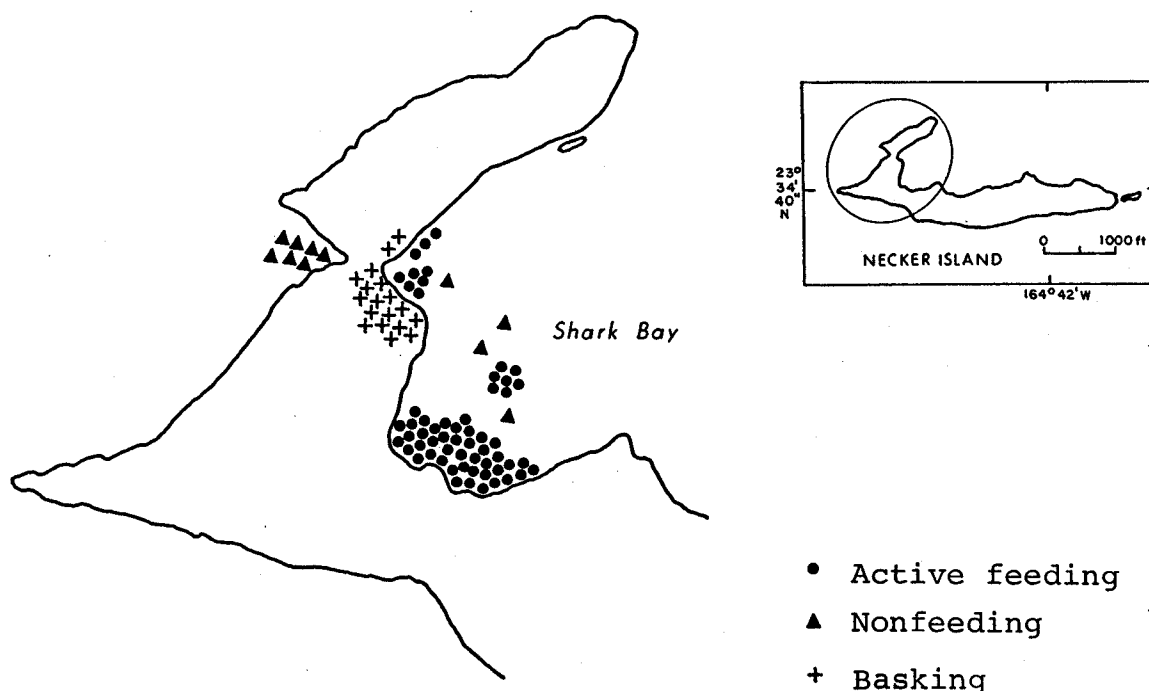 Shark Bay
23°
34'
40"
N
NECKER ISLAND
0 1000 ft
164° 42' W
● Active feeding
▲ Nonfeeding
+ Basking